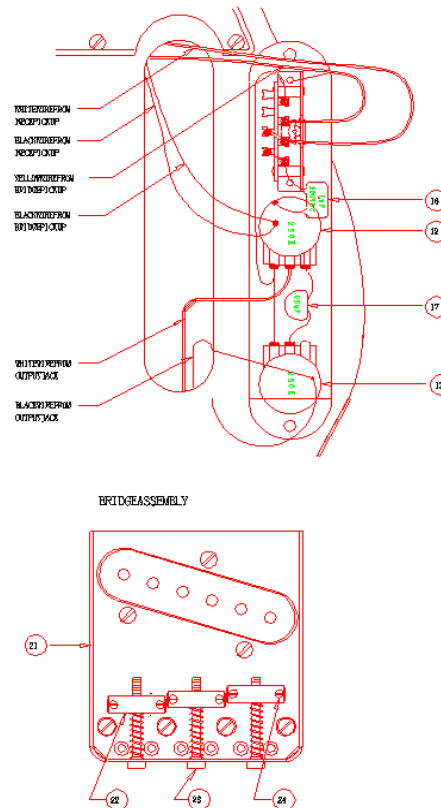 WHITEWIREFROM
NECKPICKUP
BLACKWIREFROM
NECKPICKUP
YELLOWWIREFROM
BRIDGEPICKUP
BLACKWIREFROM
BRIDGEPICKUP
16
250K
12
.05uF
17
WHITEWIREFROM
OUTPUTJACK
250K
BLACKWIREFROM
OUTPUTJACK
BRIDGEASSEMBLY
21
22
23
24